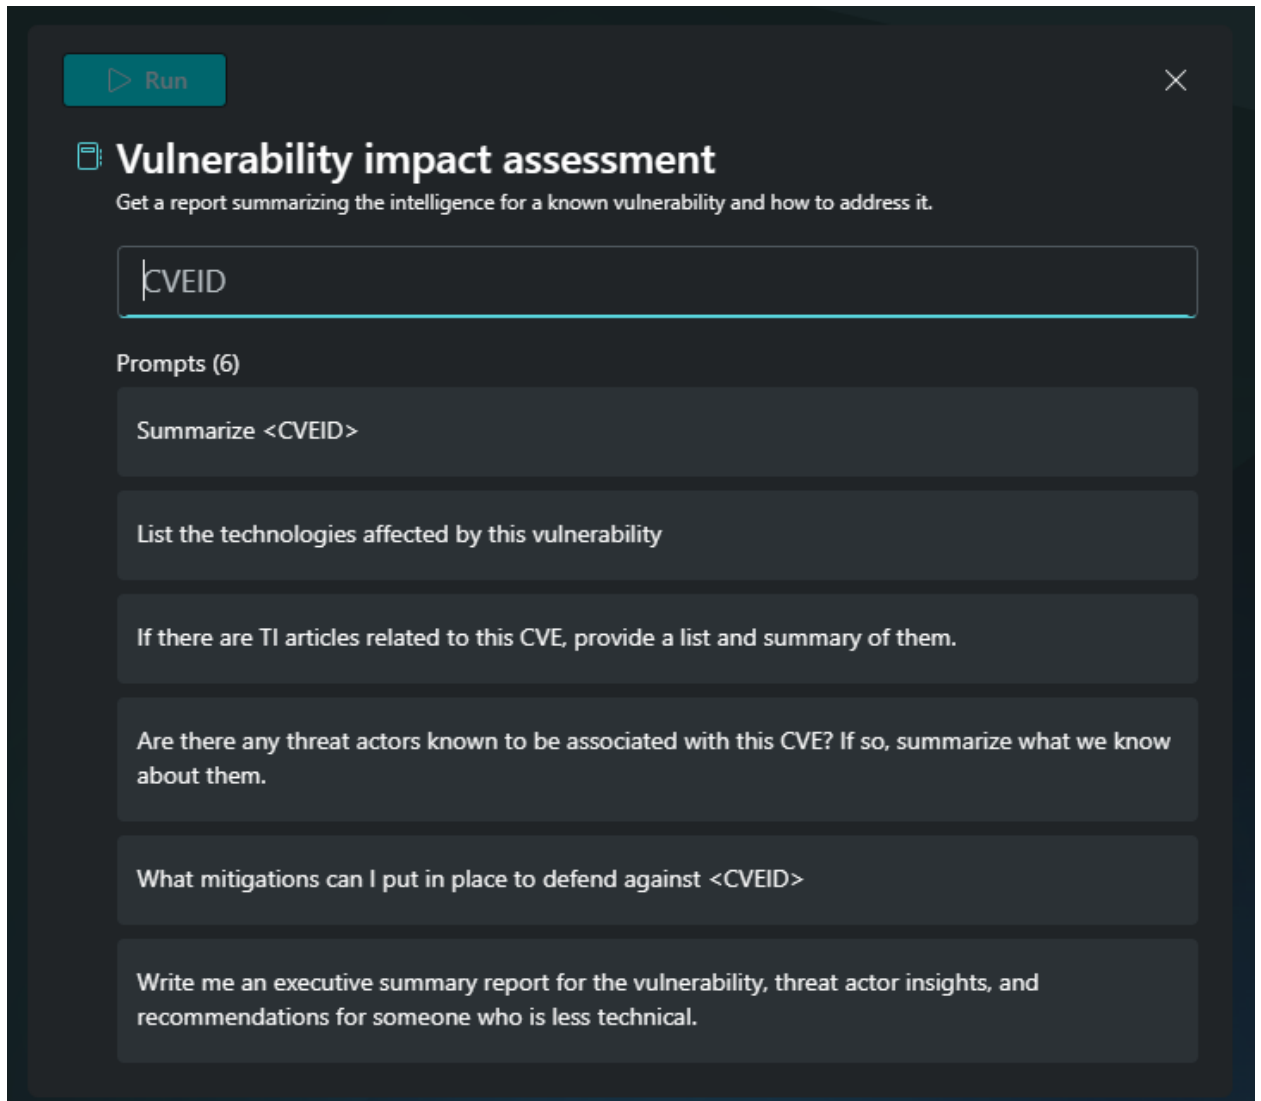 Run
Vulnerability impact assessment
Get a report summarizing the intelligence for a known vulnerability and how to address it.
CVEID
Prompts (6)
Summarize <CVEID>
List the technologies affected by this vulnerability
If there are TI articles related to this CVE, provide a list and summary of them.
Are there any threat actors known to be associated with this CVE? If so, summarize what we know
about them.
What mitigations can I put in place to defend against <CVEID>
Write me an executive summary report for the vulnerability, threat actor insights, and
recommendations for someone who is less technical.